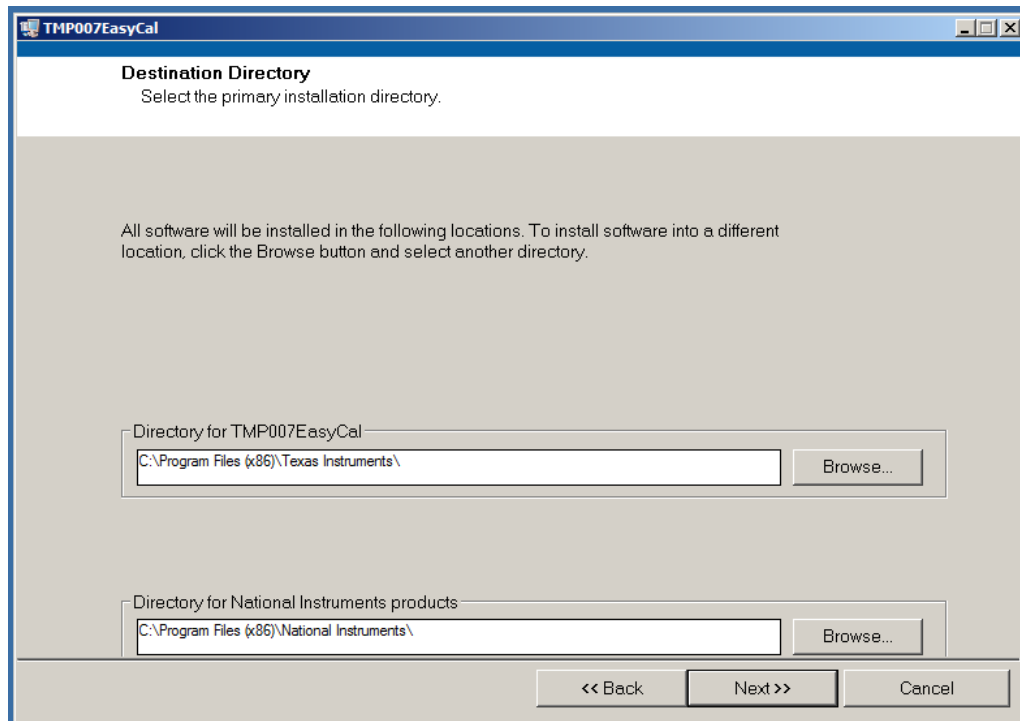 TMP007EasyCal
Destination Directory
Select the primary installation directory.
All software will be installed in the following locations. To install software into a different
location, click the Browse button and select another directory.
Directory for TMP007EasyCal
C:\Program Files (x86)\Texas Instruments\
Browse...
Directory for National Instruments products
C:\Program Files (x86)\National Instruments\
Browse...
<< Back
Next >>
Cancel